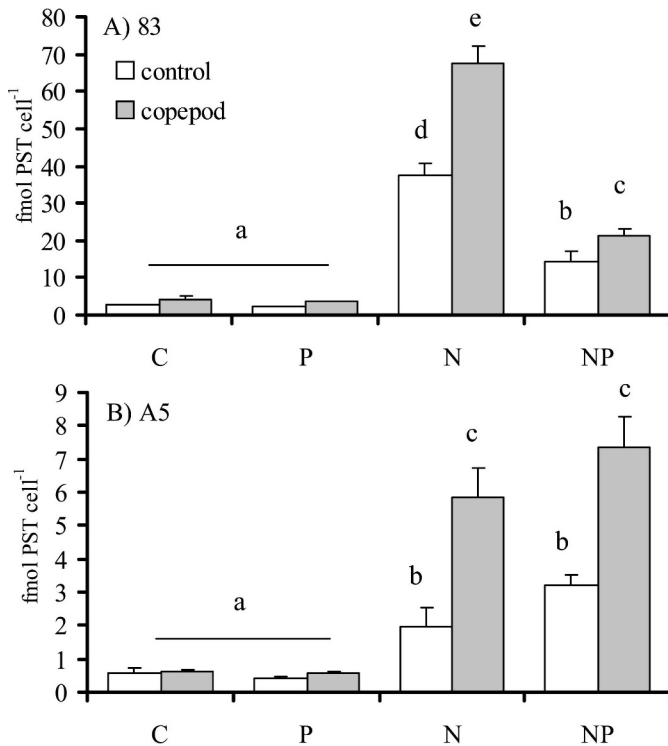 A) 83
control
copepod
fmol PST cell⁻¹
80
70
60
50
40
30
20
10
0
a
d
e
b
c
C P N NP
B) A5
fmol PST cell⁻¹
9
8
7
6
5
4
3
2
1
0
a
b
c
b
c
C P N NP